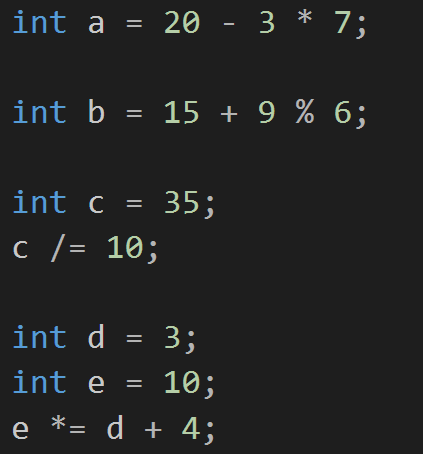 int a = 20 - 3 * 7;
int b = 15 + 9 % 6;
int c = 35;
c /= 10;
int d = 3;
int e = 10;
e *= d + 4;